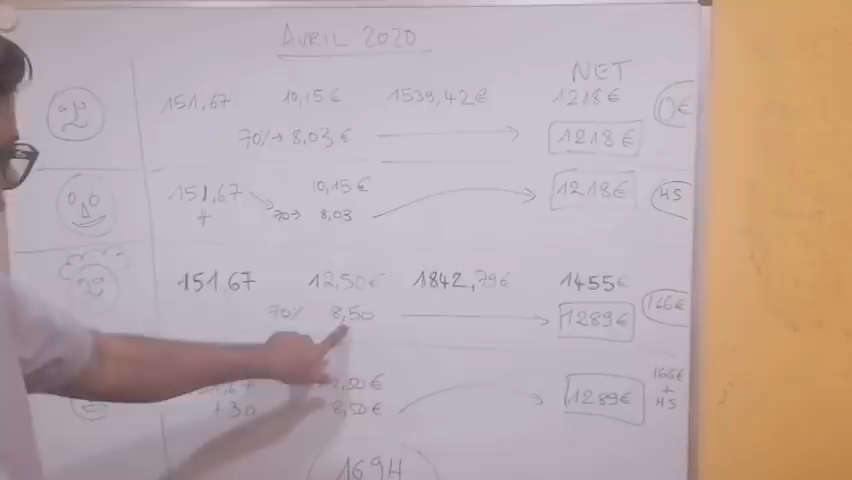 AVRIL 2020
NET
151,67 10,15€ 1539,42€ 1218€ 0€
70%→ 8,03€ 1218€
151,67 10,15€ 1218€ HS
+ 70→ 8,03
151,67 12,50€ 1842,79€ 1455€
70% 8,50 1289€ 166€
,50€ 1289€ 166€
+30 8,50€ + HS
169H